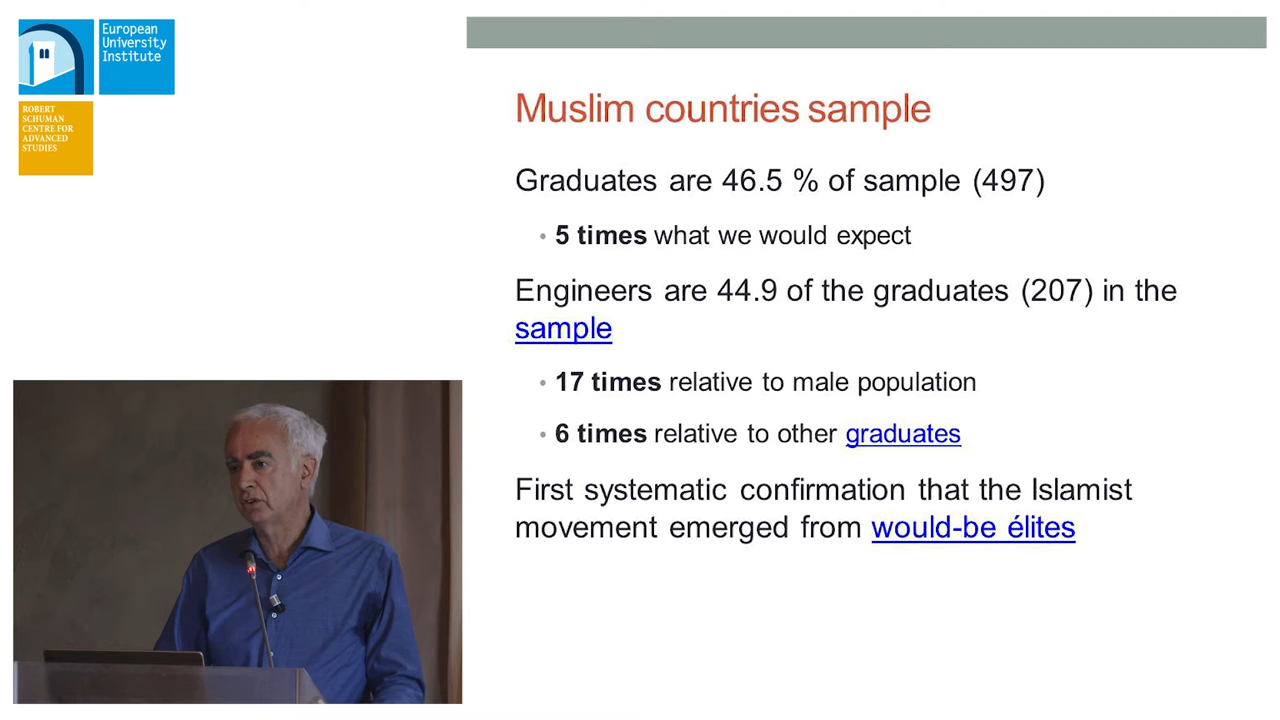 European
University
Institute
ROBERT
SCHUMAN
CENTRE FOR
ADVANCED
STUDIES
Muslim countries sample
Graduates are 46.5 % of sample (497)
• 5 times what we would expect
Engineers are 44.9 of the graduates (207) in the
sample
• 17 times relative to male population
• 6 times relative to other graduates
First systematic confirmation that the Islamist
movement emerged from would-be élites